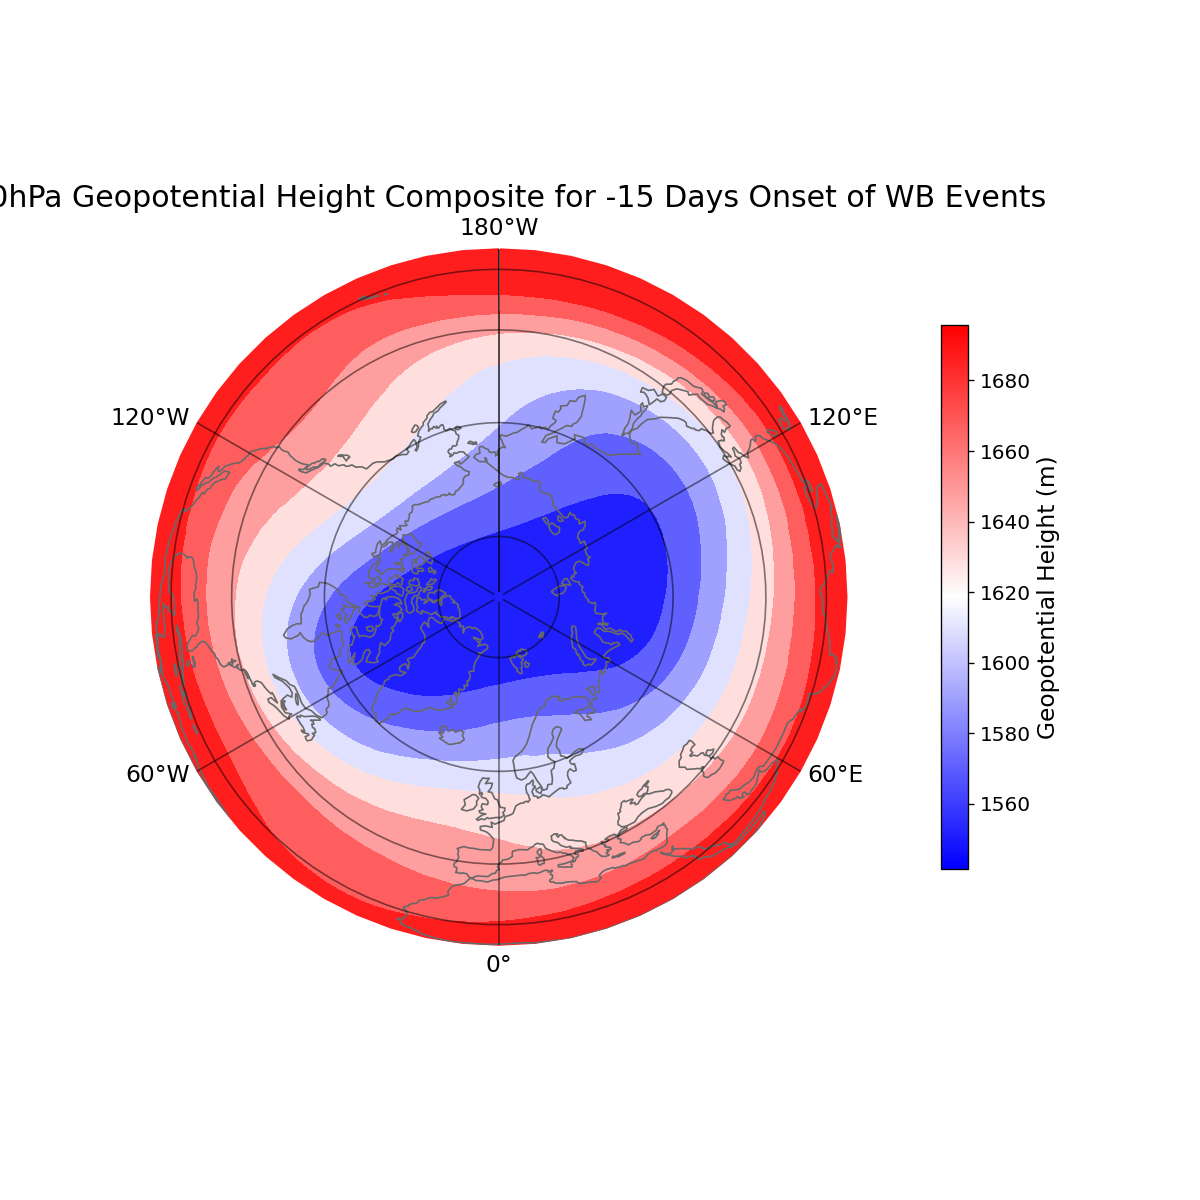 0hPa Geopotential Height Composite for -15 Days Onset of WB Events
180°W
120°W
120°E
60°W
60°E
0°
1680
1660
1640
1620
1600
1580
1560
Geopotential Height (m)